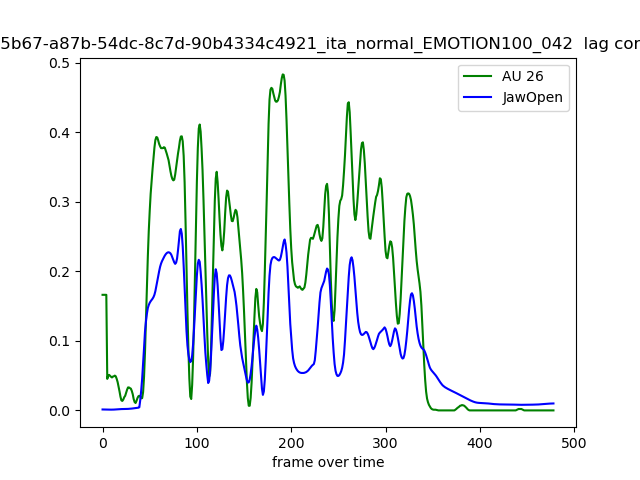 5b67-a87b-54dc-8c7d-90b4334c4921_ita_normal_EMOTION100_042  lag cor
AU 26
JawOpen
0.5
0.4
0.3
0.2
0.1
0.0
0 100 200 300 400 500
frame over time